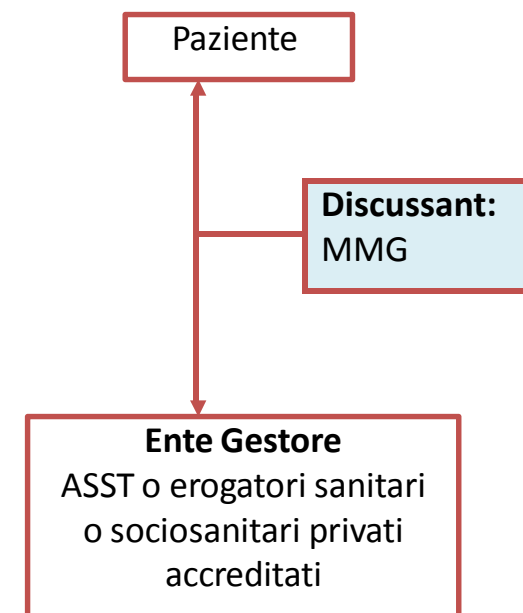 Paziente
Discussant:
MMG
Ente Gestore
ASST o erogatori sanitari
o sociosanitari privati
accreditati